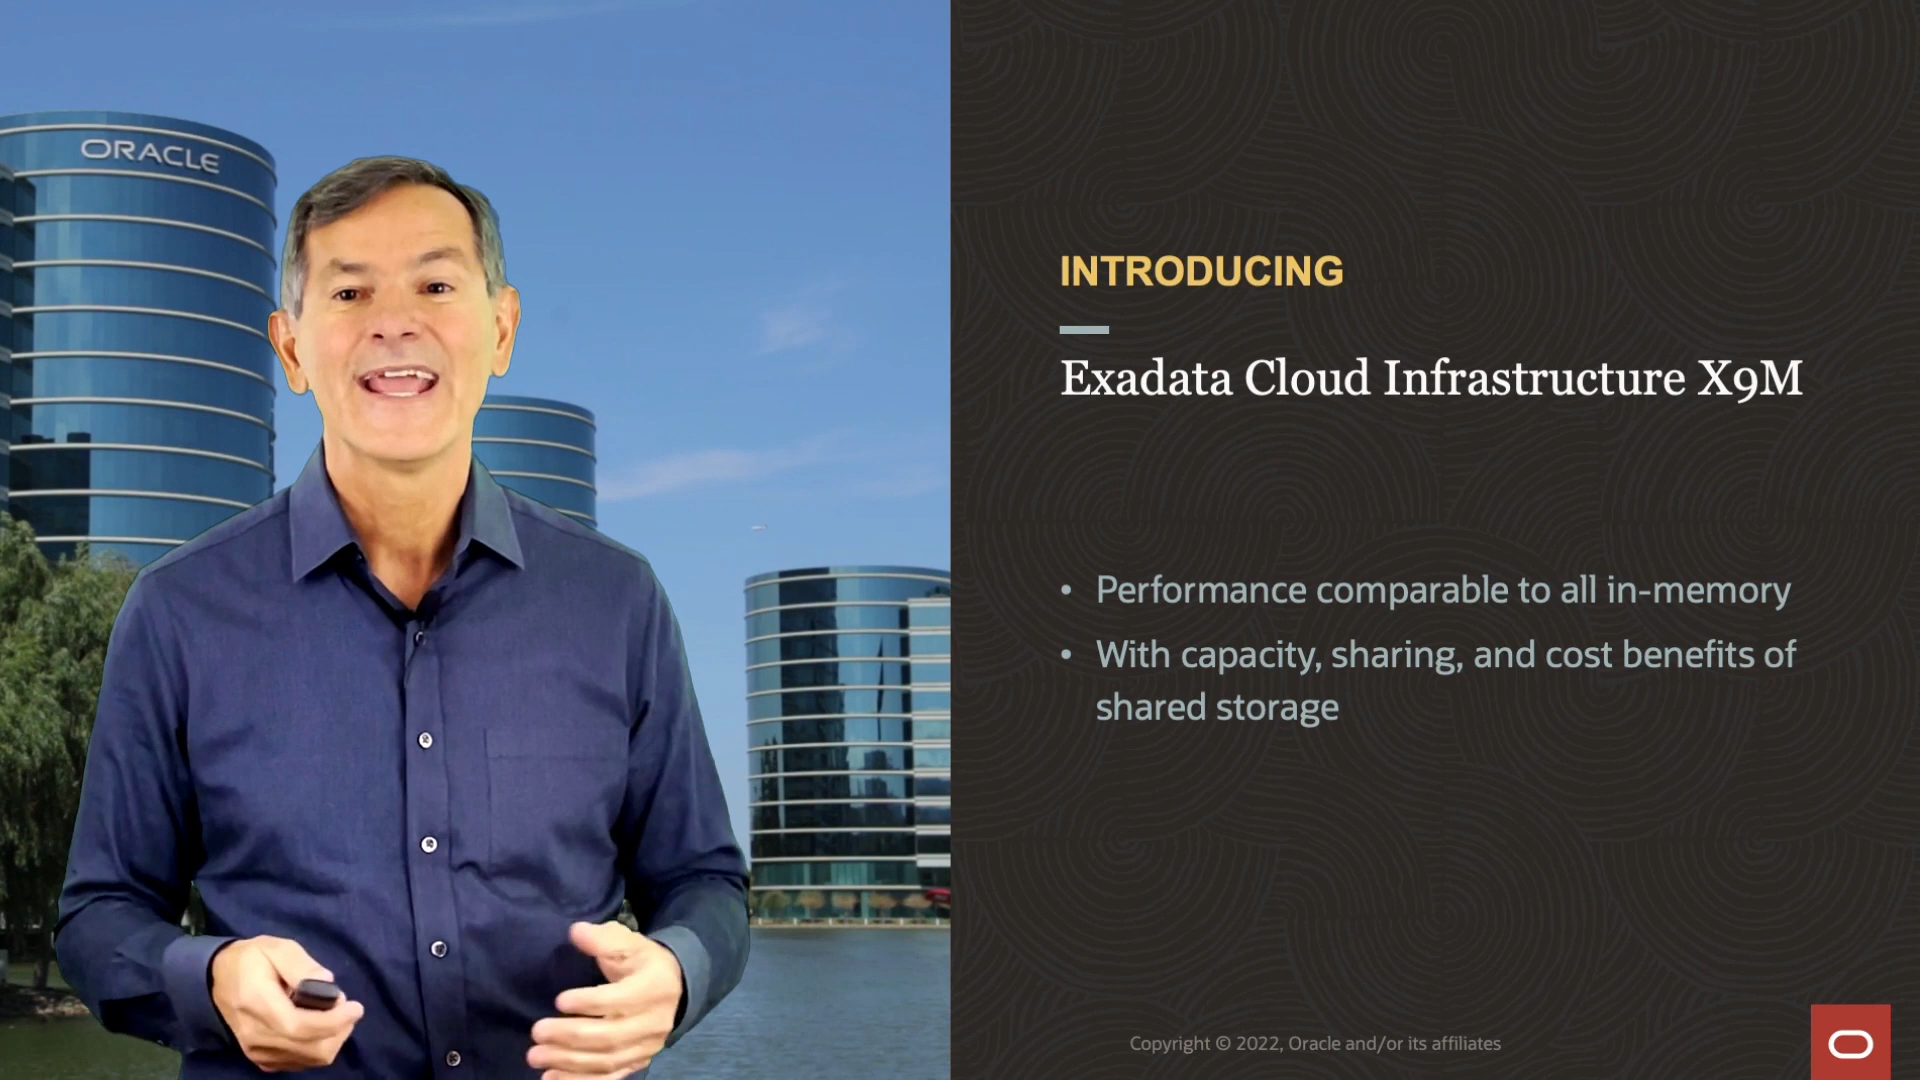 ORACLE
INTRODUCING
Exadata Cloud Infrastructure X9M
• Performance comparable to all in-memory
• With capacity, sharing, and cost benefits of
shared storage
Copyright © 2022, Oracle and/or its affiliates